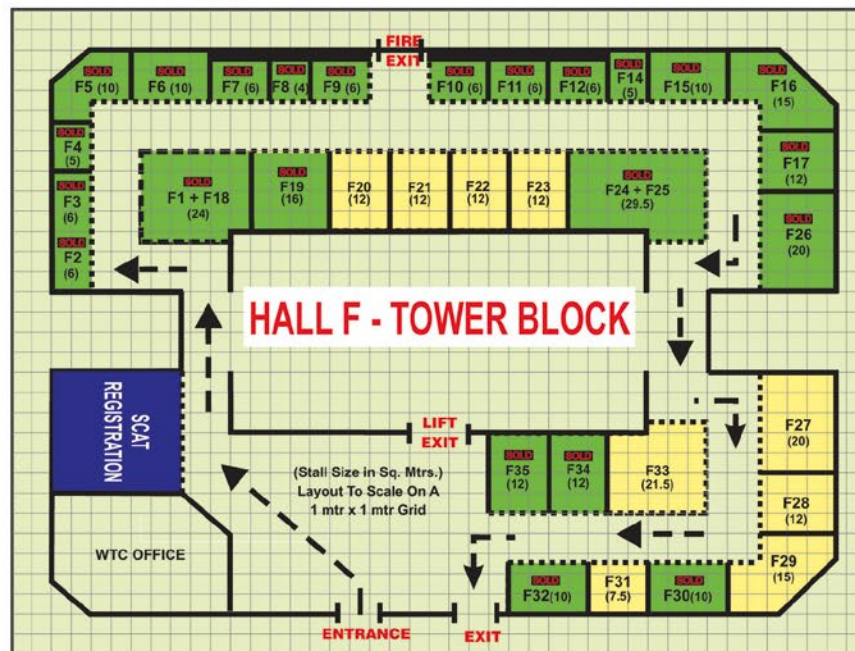 FIRE
EXIT
SOLD
F5 (10)
SOLD
F6 (10)
SOLD
F7 (6)
SOLD
F8 (4)
SOLD
F9 (6)
SOLD
F10 (6)
SOLD
F11 (6)
SOLD
F12(6)
SOLD
F14
(5)
SOLD
F15(10)
SOLD
F16
(15)
SOLD
F4
(5)
SOLD
F3
(6)
SOLD
F2
(6)
SOLD
F1 + F18
(24)
SOLD
F19
(16)
F20
(12)
F21
(12)
F22
(12)
F23
(12)
SOLD
F24 + F25
(29.5)
SOLD
F17
(12)
SOLD
F26
(20)
HALL F - TOWER BLOCK
SCAT
REGISTRATION
WTC OFFICE
LIFT
EXIT
(Stall Size in Sq. Mtrs.)
Layout To Scale On A
1 mtr x 1 mtr Grid
SOLD
F35
(12)
SOLD
F34
(12)
F33
(21.5)
F27
(20)
F28
(12)
F29
(15)
SOLD
F32(10)
F31
(7.5)
SOLD
F30(10)
ENTRANCE
EXIT